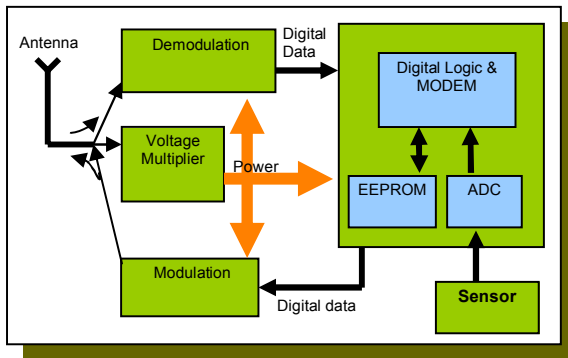 Antenna
Demodulation
Digital
Data
Digital Logic &
MODEM
Voltage
Multiplier
Power
EEPROM
ADC
Modulation
Digital data
Sensor